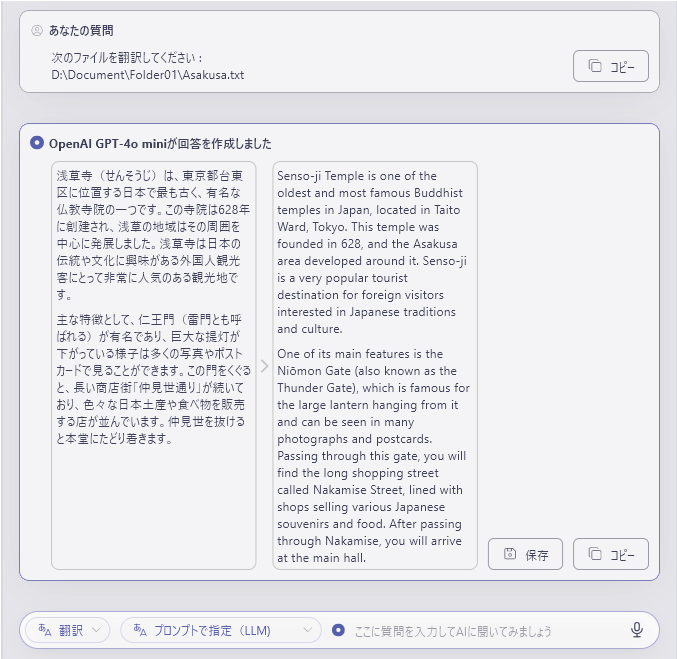 あなたの質問
次のファイルを翻訳してください：
D:\Document\Folder01\Asakusa.txt
コピー
OpenAI GPT-4o miniが回答を作成しました
浅草寺（せんそうじ）は、東京都台東
区に位置する日本で最も古く、有名な
仏教寺院の一つです。この寺院は628年
に創建され、浅草の地域はその周囲を
中心に発展しました。浅草寺は日本の
伝統や文化に興味がある外国人観光
客にとって非常に人気のある観光地で
す。
主な特徴として、仁王門（雷門とも呼
ばれる）が有名であり、巨大な提灯が
下がっている様子は多くの写真やポスト
カードで見ることができます。この門をくぐる
と、長い商店街「仲見世通り」が続いて
おり、色々な日本土産や食べ物を販売
する店が並んでいます。仲見世を抜ける
と本堂にたどり着きます。
Senso-ji Temple is one of the
oldest and most famous Buddhist
temples in Japan, located in Taito
Ward, Tokyo. This temple was
founded in 628, and the Asakusa
area developed around it. Senso-ji
is a very popular tourist
destination for foreign visitors
interested in Japanese traditions
and culture.
One of its main features is the
Niōmon Gate (also known as the
Thunder Gate), which is famous for
the large lantern hanging from it
and can be seen in many
photographs and postcards.
Passing through this gate, you will
find the long shopping street
called Nakamise Street, lined with
shops selling various Japanese
souvenirs and food. After passing
through Nakamise, you will arrive
at the main hall.
保存
コピー
あA 翻訳
あA プロンプトで指定（LLM)
ここに質問を入力してAIに聞いてみましょう